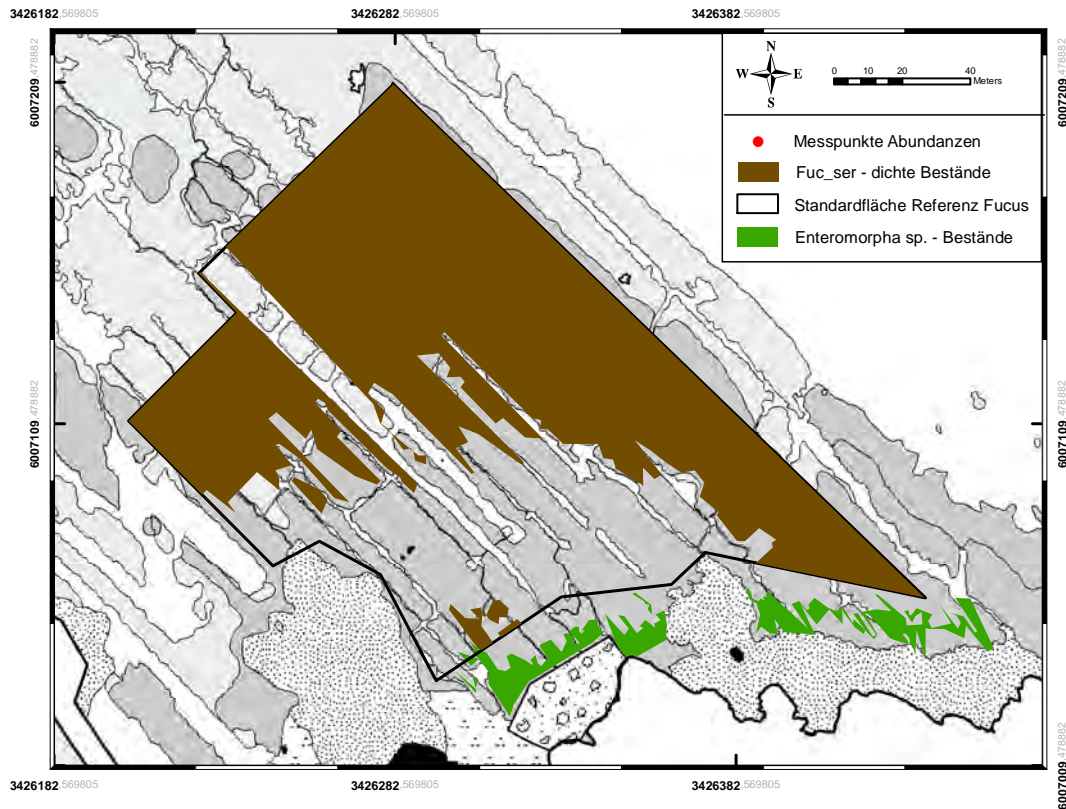 3426182,569805 3426282,569805 3426382,569805
6007209,478882
6007209,478882
N
W E
S
0 10 20 40
Meters
Messpunkte Abundanzen
Fuc_ser - dichte Bestände
Standardfläche Referenz Fucus
Enteromorpha sp. - Bestände
6007109,478882
6007109,478882
6007009,478882
3426182,569805 3426282,569805 3426382,569805